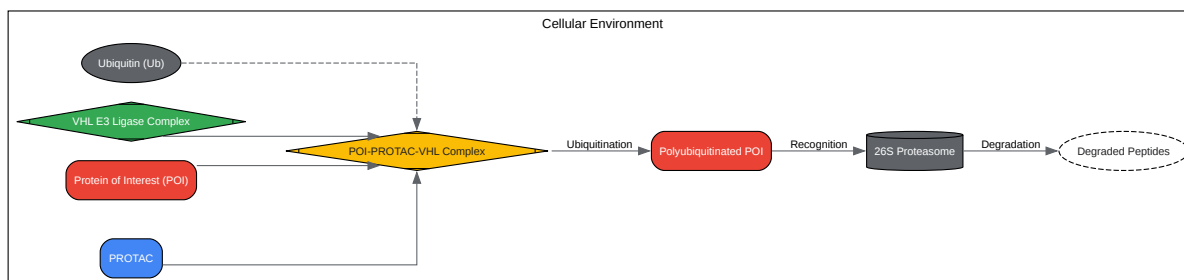 Cellular Environment
Ubiquitin (Ub)
VHL E3 Ligase Complex
Protein of Interest (POI)
PROTAC
POI-PROTAC-VHL Complex
Ubiquitination
Polyubiquitinated POI
Recognition
26S Proteasome
Degradation
Degraded Peptides